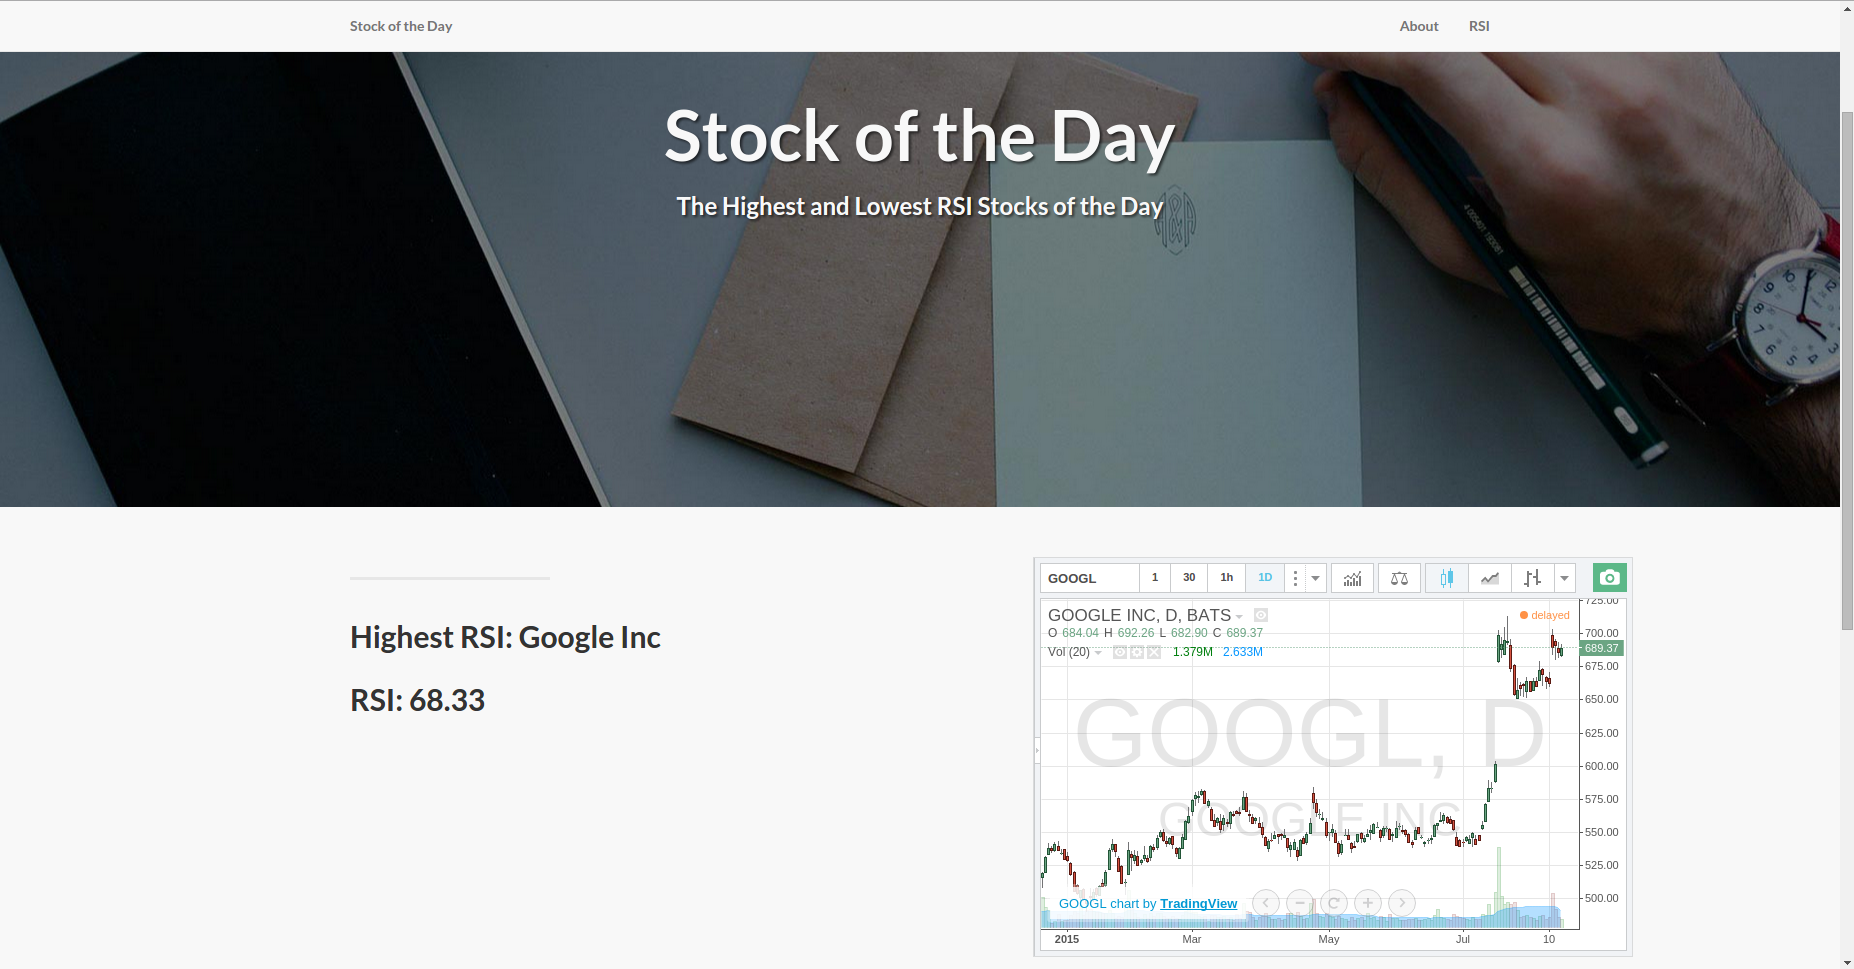 Stock of the Day
About RSI
Stock of the Day
The Highest and Lowest RSI Stocks of the Day
Highest RSI: Google Inc
RSI: 68.33
GOOGL 1 30 1h 1D
725.00
GOOGLE INC, D, BATS
delayed
O 684.04 H 692.26 L 682.90 C 689.37
700.00
Vol (20) 1.379M 2.633M
689.37
675.00
650.00
GOOGL, D
625.00
600.00
575.00
GOOGLE INC
550.00
525.00
500.00
GOOGL chart by TradingView
2015 Mar May Jul 10